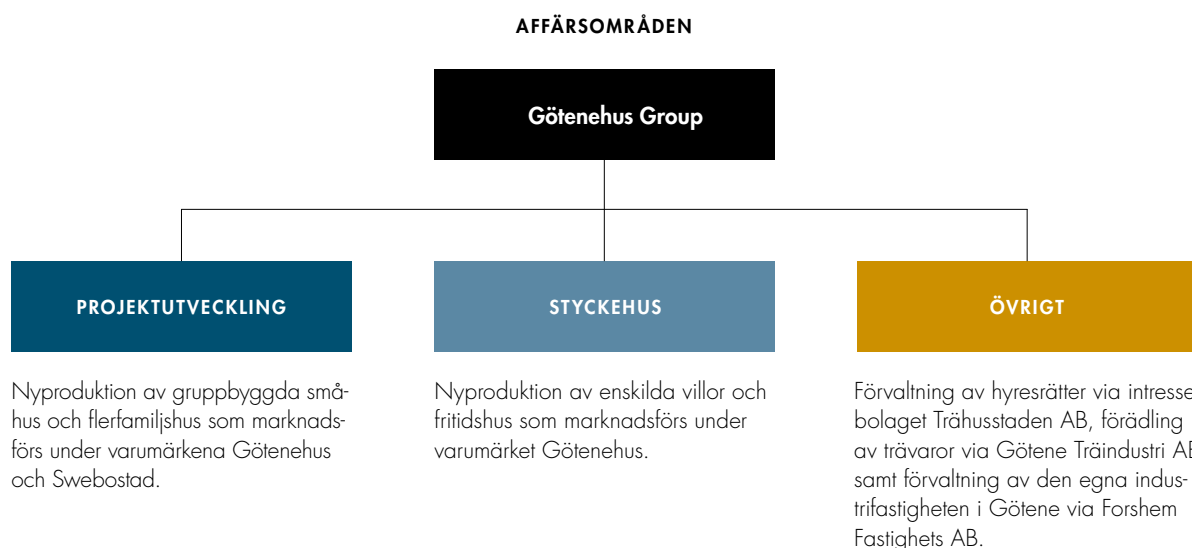 AFFÄRSOMRÅDEN
Götenehus Group
PROJEKTUTVECKLING
Nyproduktion av gruppbyggda små-
hus och flerfamiljshus som marknads-
förs under varumärkena Götenehus
och Swebostad.
STYCKEHUS
Nyproduktion av enskilda villor och
fritidshus som marknadsförs under
varumärket Götenehus.
ÖVRIGT
Förvaltning av hyresrätter via intresse
bolaget Trähusstaden AB, förädling
av trävaror via Götene Träindustri AB
samt förvaltning av den egna indus-
trifastigheten i Götene via Forshem
Fastighets AB.